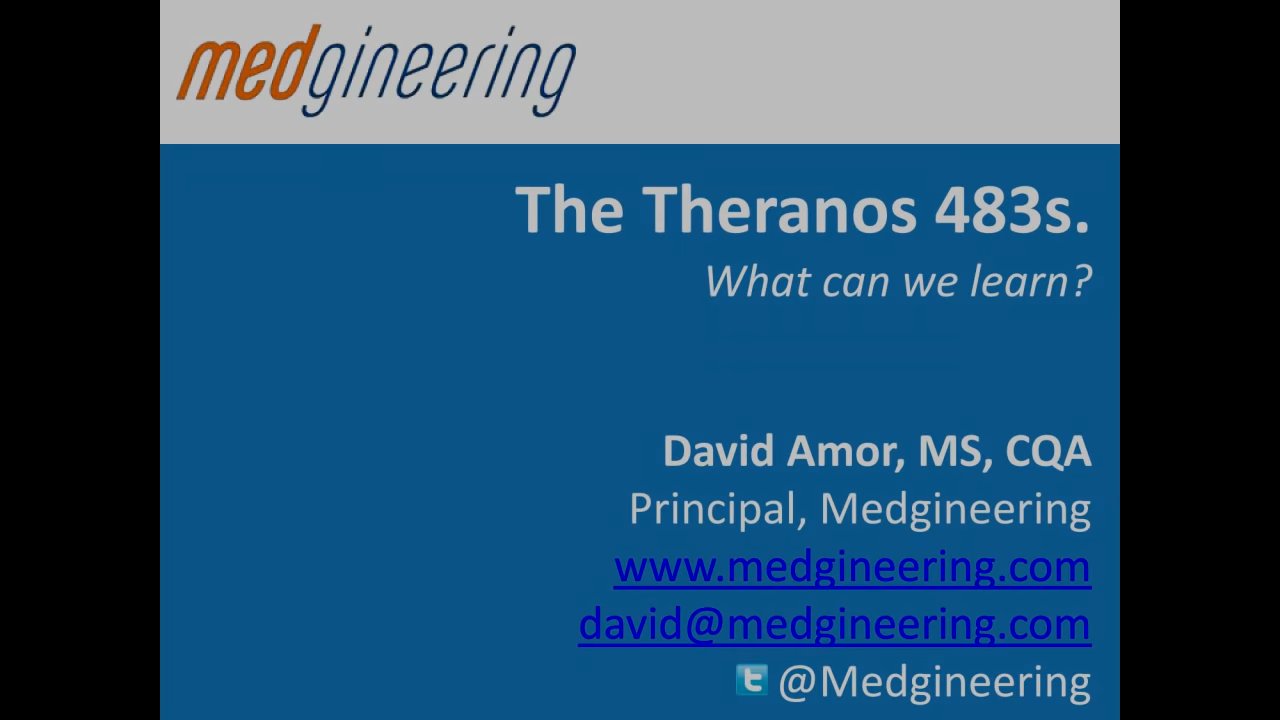 medgineering
The Theranos 483s.
What can we learn?
David Amor, MS, CQA
Principal, Medgineering
www.medgineering.com
david@medgineering.com
@Medgineering